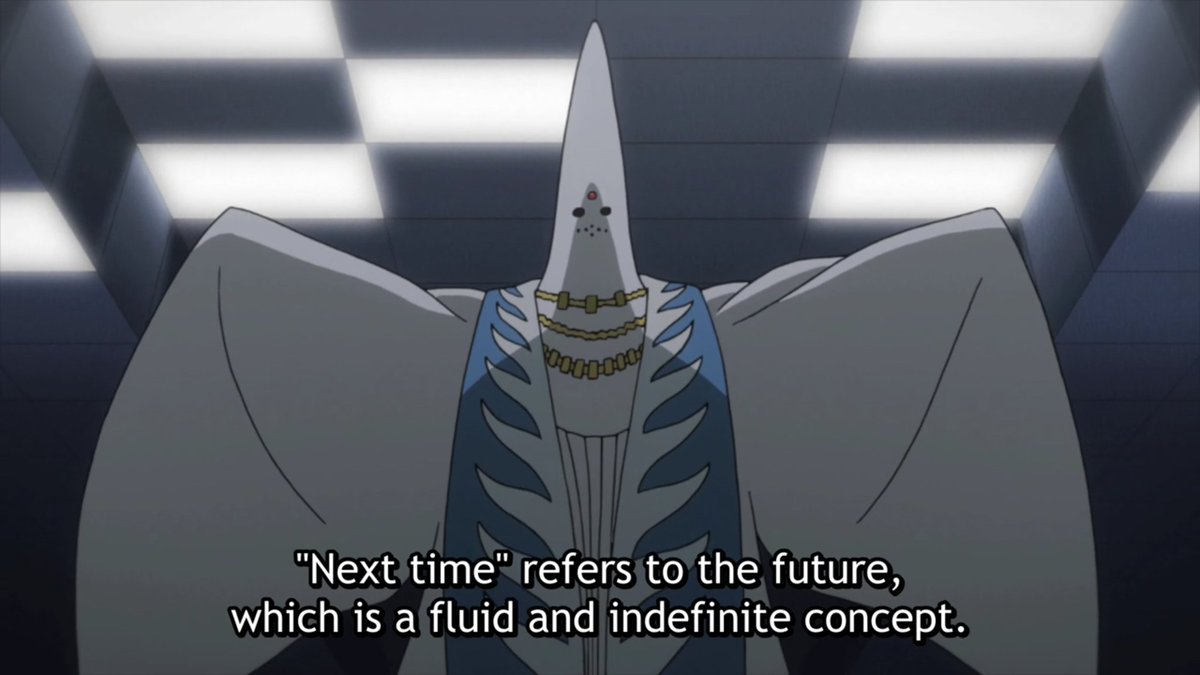 "Next time" refers to the future,
which is a fluid and indefinite concept.